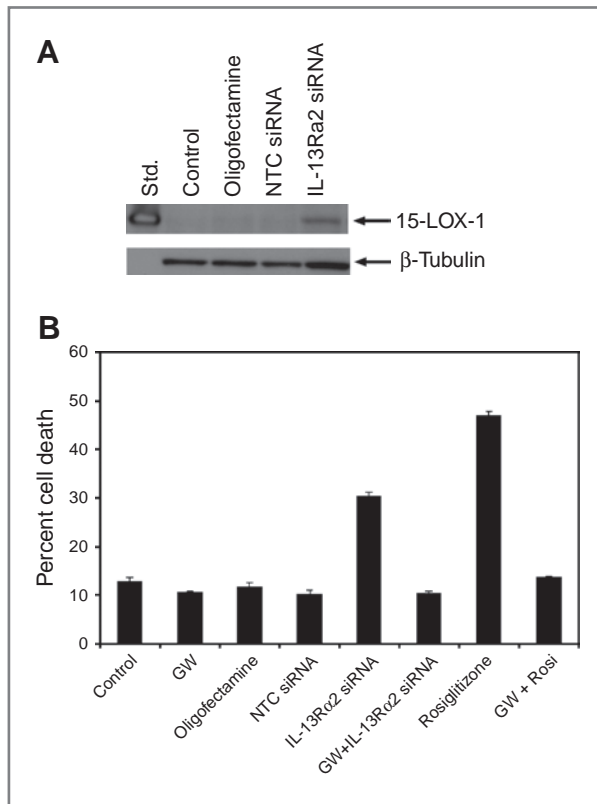 A
Std.
Control
Oligofectamine
NTC siRNA
IL-13Ra2 siRNA
15-LOX-1
β-Tubulin
B
Percent cell death
60
50
40
30
20
10
0
Control
GW
Oligofectamine
NTC siRNA
IL-13Rα2 siRNA
GW+IL-13Rα2 siRNA
Rosiglitizone
GW + Rosi